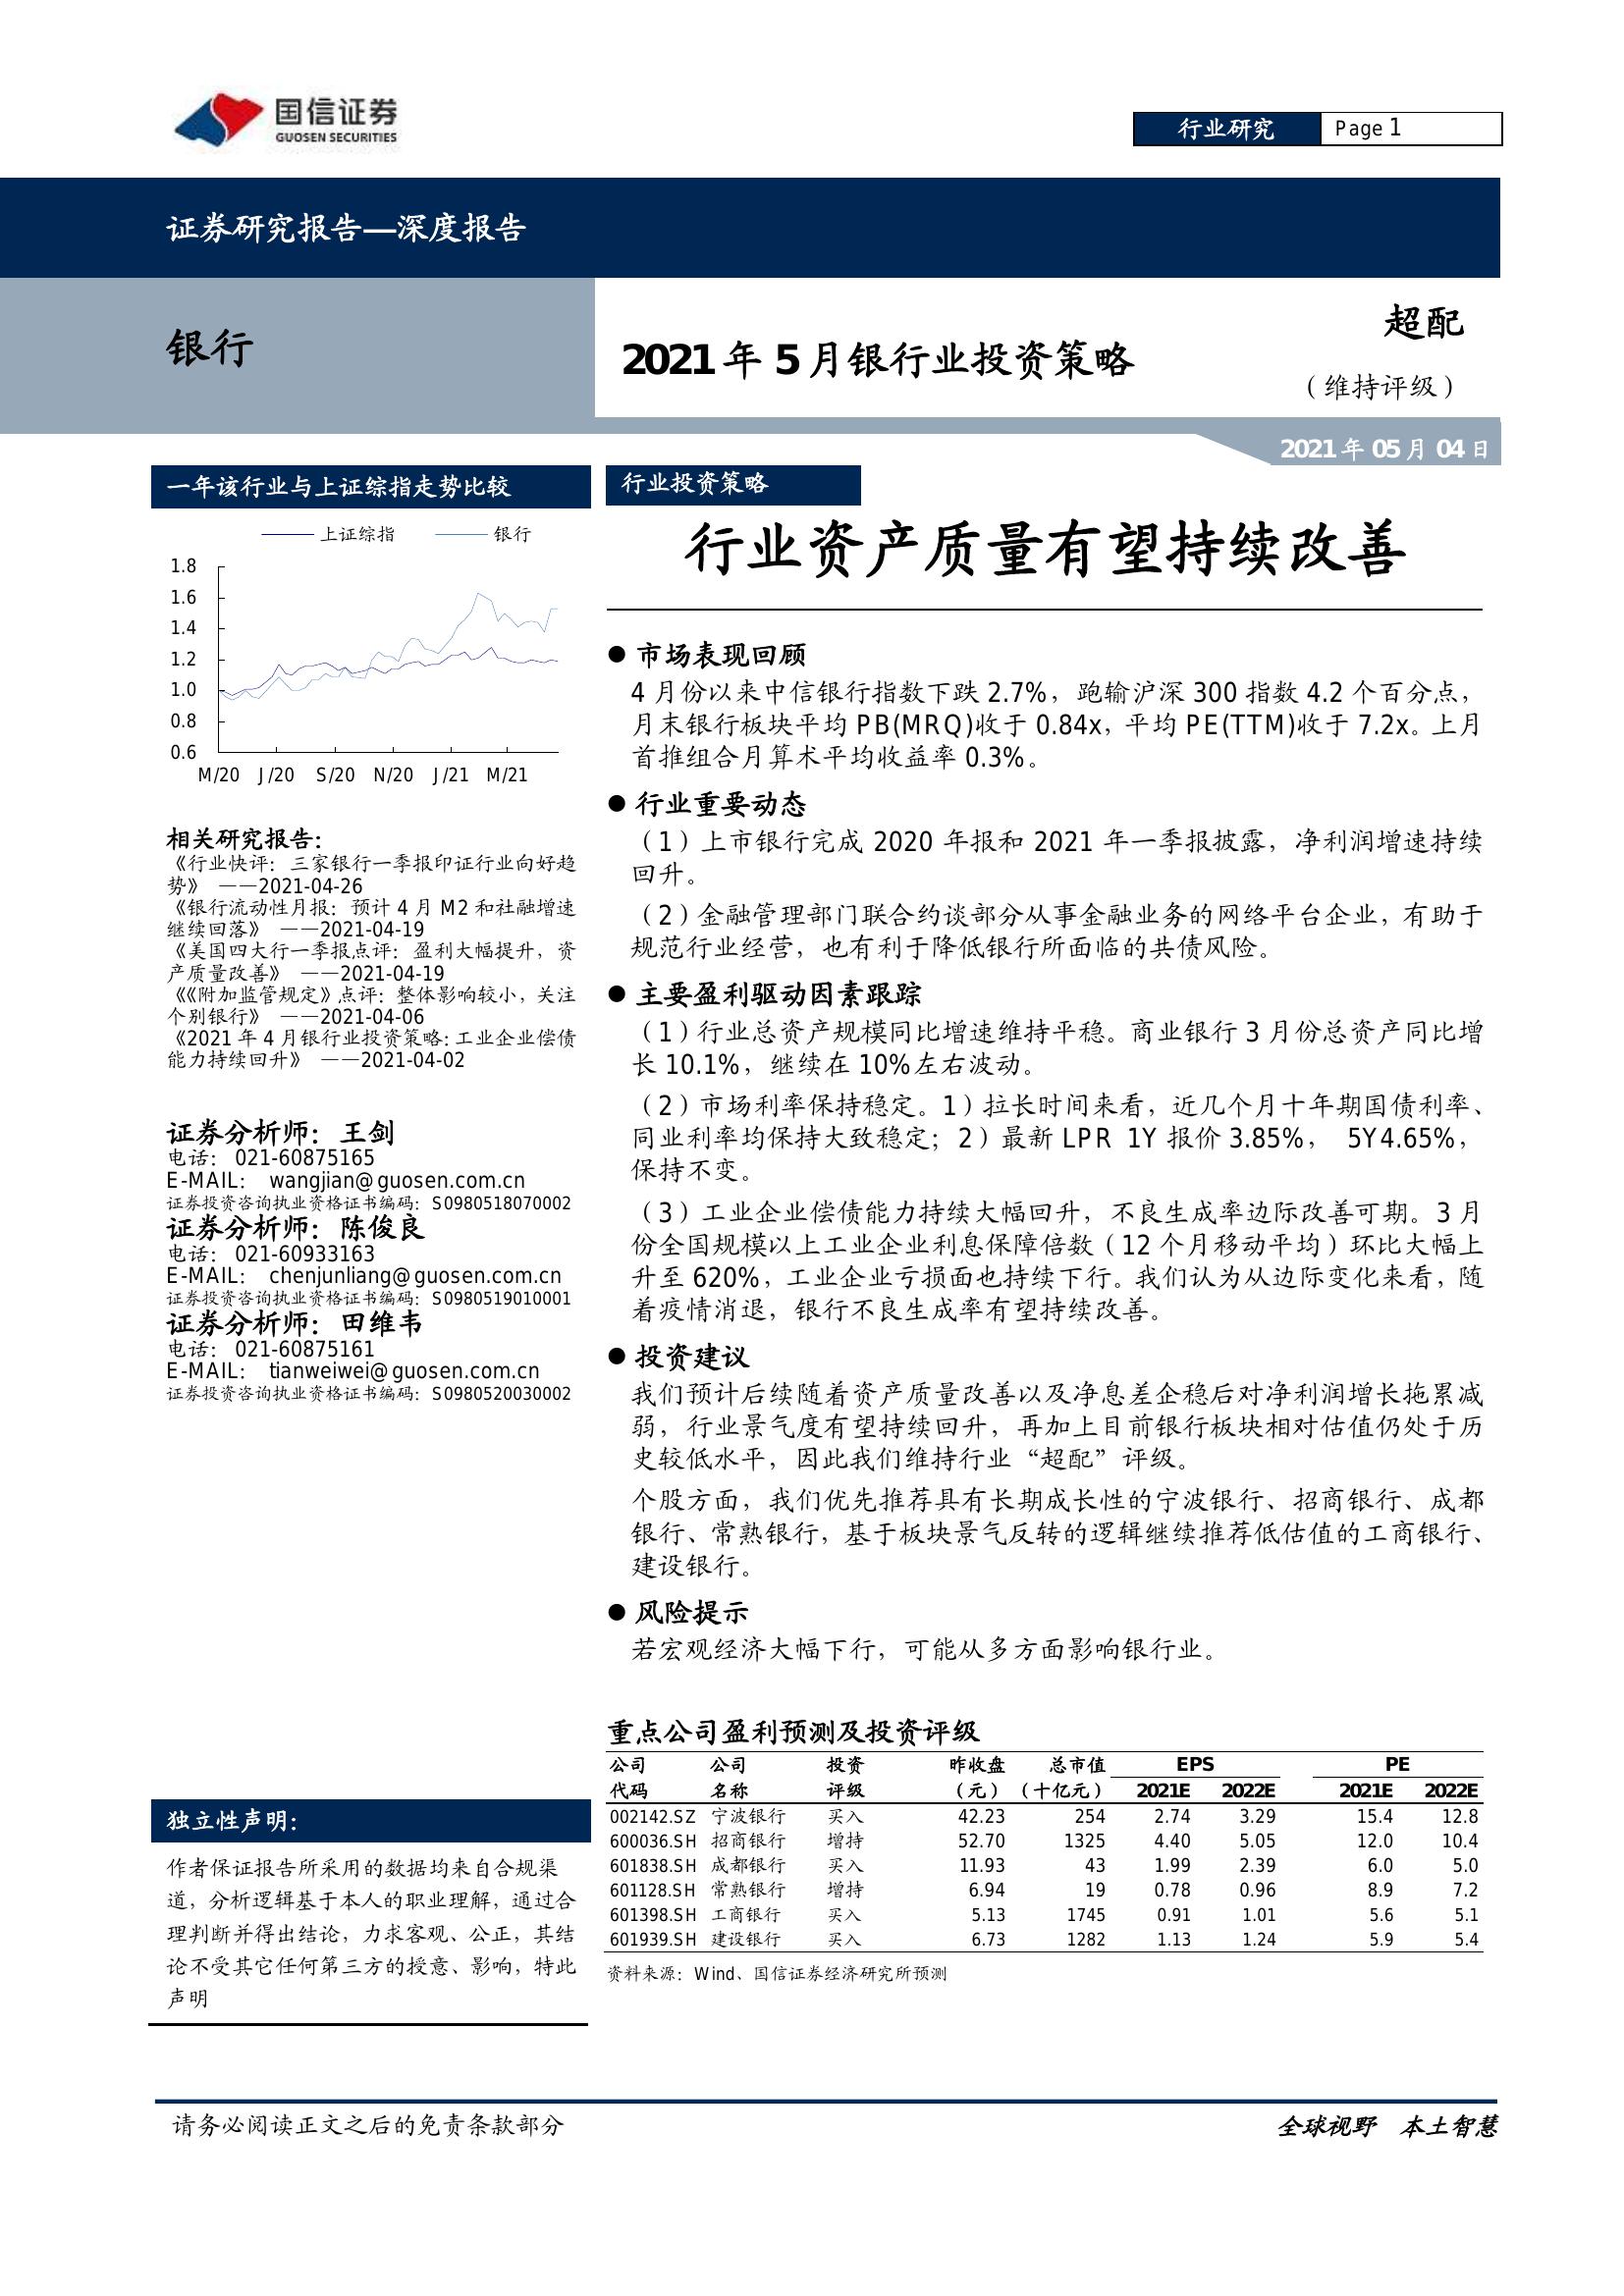 国信证券
GUOSEN SECURITIES
行业研究 Page 1
证券研究报告—深度报告
银行
2021 年 5 月银行业投资策略
超配
（维持评级）
2021 年 05 月 04 日
一年该行业与上证综指走势比较
上证综指 银行
1.8
1.6
1.4
1.2
1.0
0.8
0.6
M/20 J/20 S/20 N/20 J/21 M/21
相关研究报告：
《行业快评：三家银行一季报印证行业向好趋
势》 ——2021-04-26
《银行流动性月报：预计 4 月 M2 和社融增速
继续回落》 ——2021-04-19
《美国四大行一季报点评：盈利大幅提升，资
产质量改善》 ——2021-04-19
《《附加监管规定》点评：整体影响较小，关注
个别银行》 ——2021-04-06
《2021 年 4 月银行业投资策略:工业企业偿债
能力持续回升》 ——2021-04-02
证券分析师：王剑
电话： 021-60875165
E-MAIL： wangjian@guosen.com.cn
证券投资咨询执业资格证书编码：S0980518070002
证券分析师：陈俊良
电话： 021-60933163
E-MAIL： chenjunliang@guosen.com.cn
证券投资咨询执业资格证书编码：S0980519010001
证券分析师：田维韦
电话： 021-60875161
E-MAIL： tianweiwei@guosen.com.cn
证券投资咨询执业资格证书编码：S0980520030002
独立性声明：
作者保证报告所采用的数据均来自合规渠
道，分析逻辑基于本人的职业理解，通过合
理判断并得出结论，力求客观、公正，其结
论不受其它任何第三方的授意、影响，特此
声明
行业投资策略
行业资产质量有望持续改善
● 市场表现回顾
4 月份以来中信银行指数下跌 2.7%，跑输沪深 300 指数 4.2 个百分点，
月末银行板块平均 PB(MRQ)收于 0.84x，平均 PE(TTM)收于 7.2x。上月
首推组合月算术平均收益率 0.3%。
● 行业重要动态
（1）上市银行完成 2020 年报和 2021 年一季报披露，净利润增速持续
回升。
（2）金融管理部门联合约谈部分从事金融业务的网络平台企业，有助于
规范行业经营，也有利于降低银行所面临的共债风险。
● 主要盈利驱动因素跟踪
（1）行业总资产规模同比增速维持平稳。商业银行 3 月份总资产同比增
长 10.1%，继续在 10%左右波动。
（2）市场利率保持稳定。1）拉长时间来看，近几个月十年期国债利率、
同业利率均保持大致稳定；2）最新 LPR 1Y 报价 3.85%， 5Y4.65%，
保持不变。
（3）工业企业偿债能力持续大幅回升，不良生成率边际改善可期。3 月
份全国规模以上工业企业利息保障倍数（12 个月移动平均）环比大幅上
升至 620%，工业企业亏损面也持续下行。我们认为从边际变化来看，随
着疫情消退，银行不良生成率有望持续改善。
● 投资建议
我们预计后续随着资产质量改善以及净息差企稳后对净利润增长拖累减
弱，行业景气度有望持续回升，再加上目前银行板块相对估值仍处于历
史较低水平，因此我们维持行业“超配”评级。
个股方面，我们优先推荐具有长期成长性的宁波银行、招商银行、成都
银行、常熟银行，基于板块景气反转的逻辑继续推荐低估值的工商银行、
建设银行。
● 风险提示
若宏观经济大幅下行，可能从多方面影响银行业。
重点公司盈利预测及投资评级
公司 公司 投资 昨收盘 总市值 EPS PE
代码 名称 评级 （元） （十亿元） 2021E 2022E 2021E 2022E
002142.SZ 宁波银行 买入 42.23 254 2.74 3.29 15.4 12.8
600036.SH 招商银行 增持 52.70 1325 4.40 5.05 12.0 10.4
601838.SH 成都银行 买入 11.93 43 1.99 2.39 6.0 5.0
601128.SH 常熟银行 增持 6.94 19 0.78 0.96 8.9 7.2
601398.SH 工商银行 买入 5.13 1745 0.91 1.01 5.6 5.1
601939.SH 建设银行 买入 6.73 1282 1.13 1.24 5.9 5.4
资料来源：Wind、国信证券经济研究所预测
请务必阅读正文之后的免责条款部分
全球视野 本土智慧